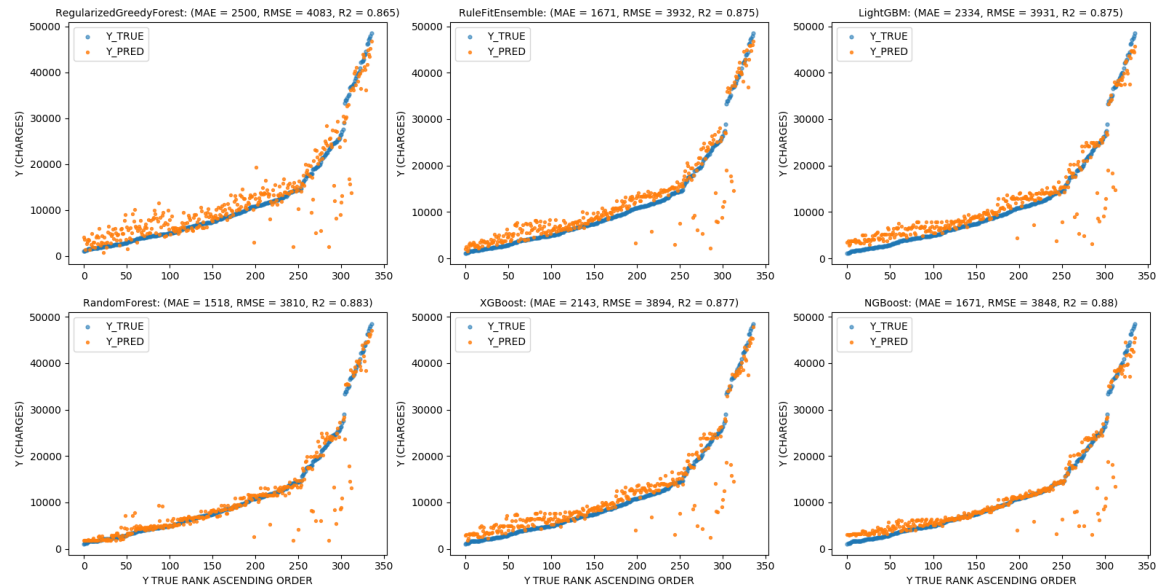 RegularizedGreedyForest: (MAE = 2500, RMSE = 4083, R2 = 0.865)
50000
40000
30000
20000
10000
0
Y (CHARGES)
Y_TRUE
Y_PRED
0 50 100 150 200 250 300 350
RuleFitEnsemble: (MAE = 1671, RMSE = 3932, R2 = 0.875)
50000
40000
30000
20000
10000
0
Y (CHARGES)
Y_TRUE
Y_PRED
0 50 100 150 200 250 300 350
LightGBM: (MAE = 2334, RMSE = 3931, R2 = 0.875)
50000
40000
30000
20000
10000
0
Y (CHARGES)
Y_TRUE
Y_PRED
0 50 100 150 200 250 300 350
RandomForest: (MAE = 1518, RMSE = 3810, R2 = 0.883)
50000
40000
30000
20000
10000
0
Y (CHARGES)
Y_TRUE
Y_PRED
0 50 100 150 200 250 300 350
Y TRUE RANK ASCENDING ORDER
XGBoost: (MAE = 2143, RMSE = 3894, R2 = 0.877)
50000
40000
30000
20000
10000
0
Y (CHARGES)
Y_TRUE
Y_PRED
0 50 100 150 200 250 300 350
Y TRUE RANK ASCENDING ORDER
NGBoost: (MAE = 1671, RMSE = 3848, R2 = 0.88)
50000
40000
30000
20000
10000
0
Y (CHARGES)
Y_TRUE
Y_PRED
0 50 100 150 200 250 300 350
Y TRUE RANK ASCENDING ORDER